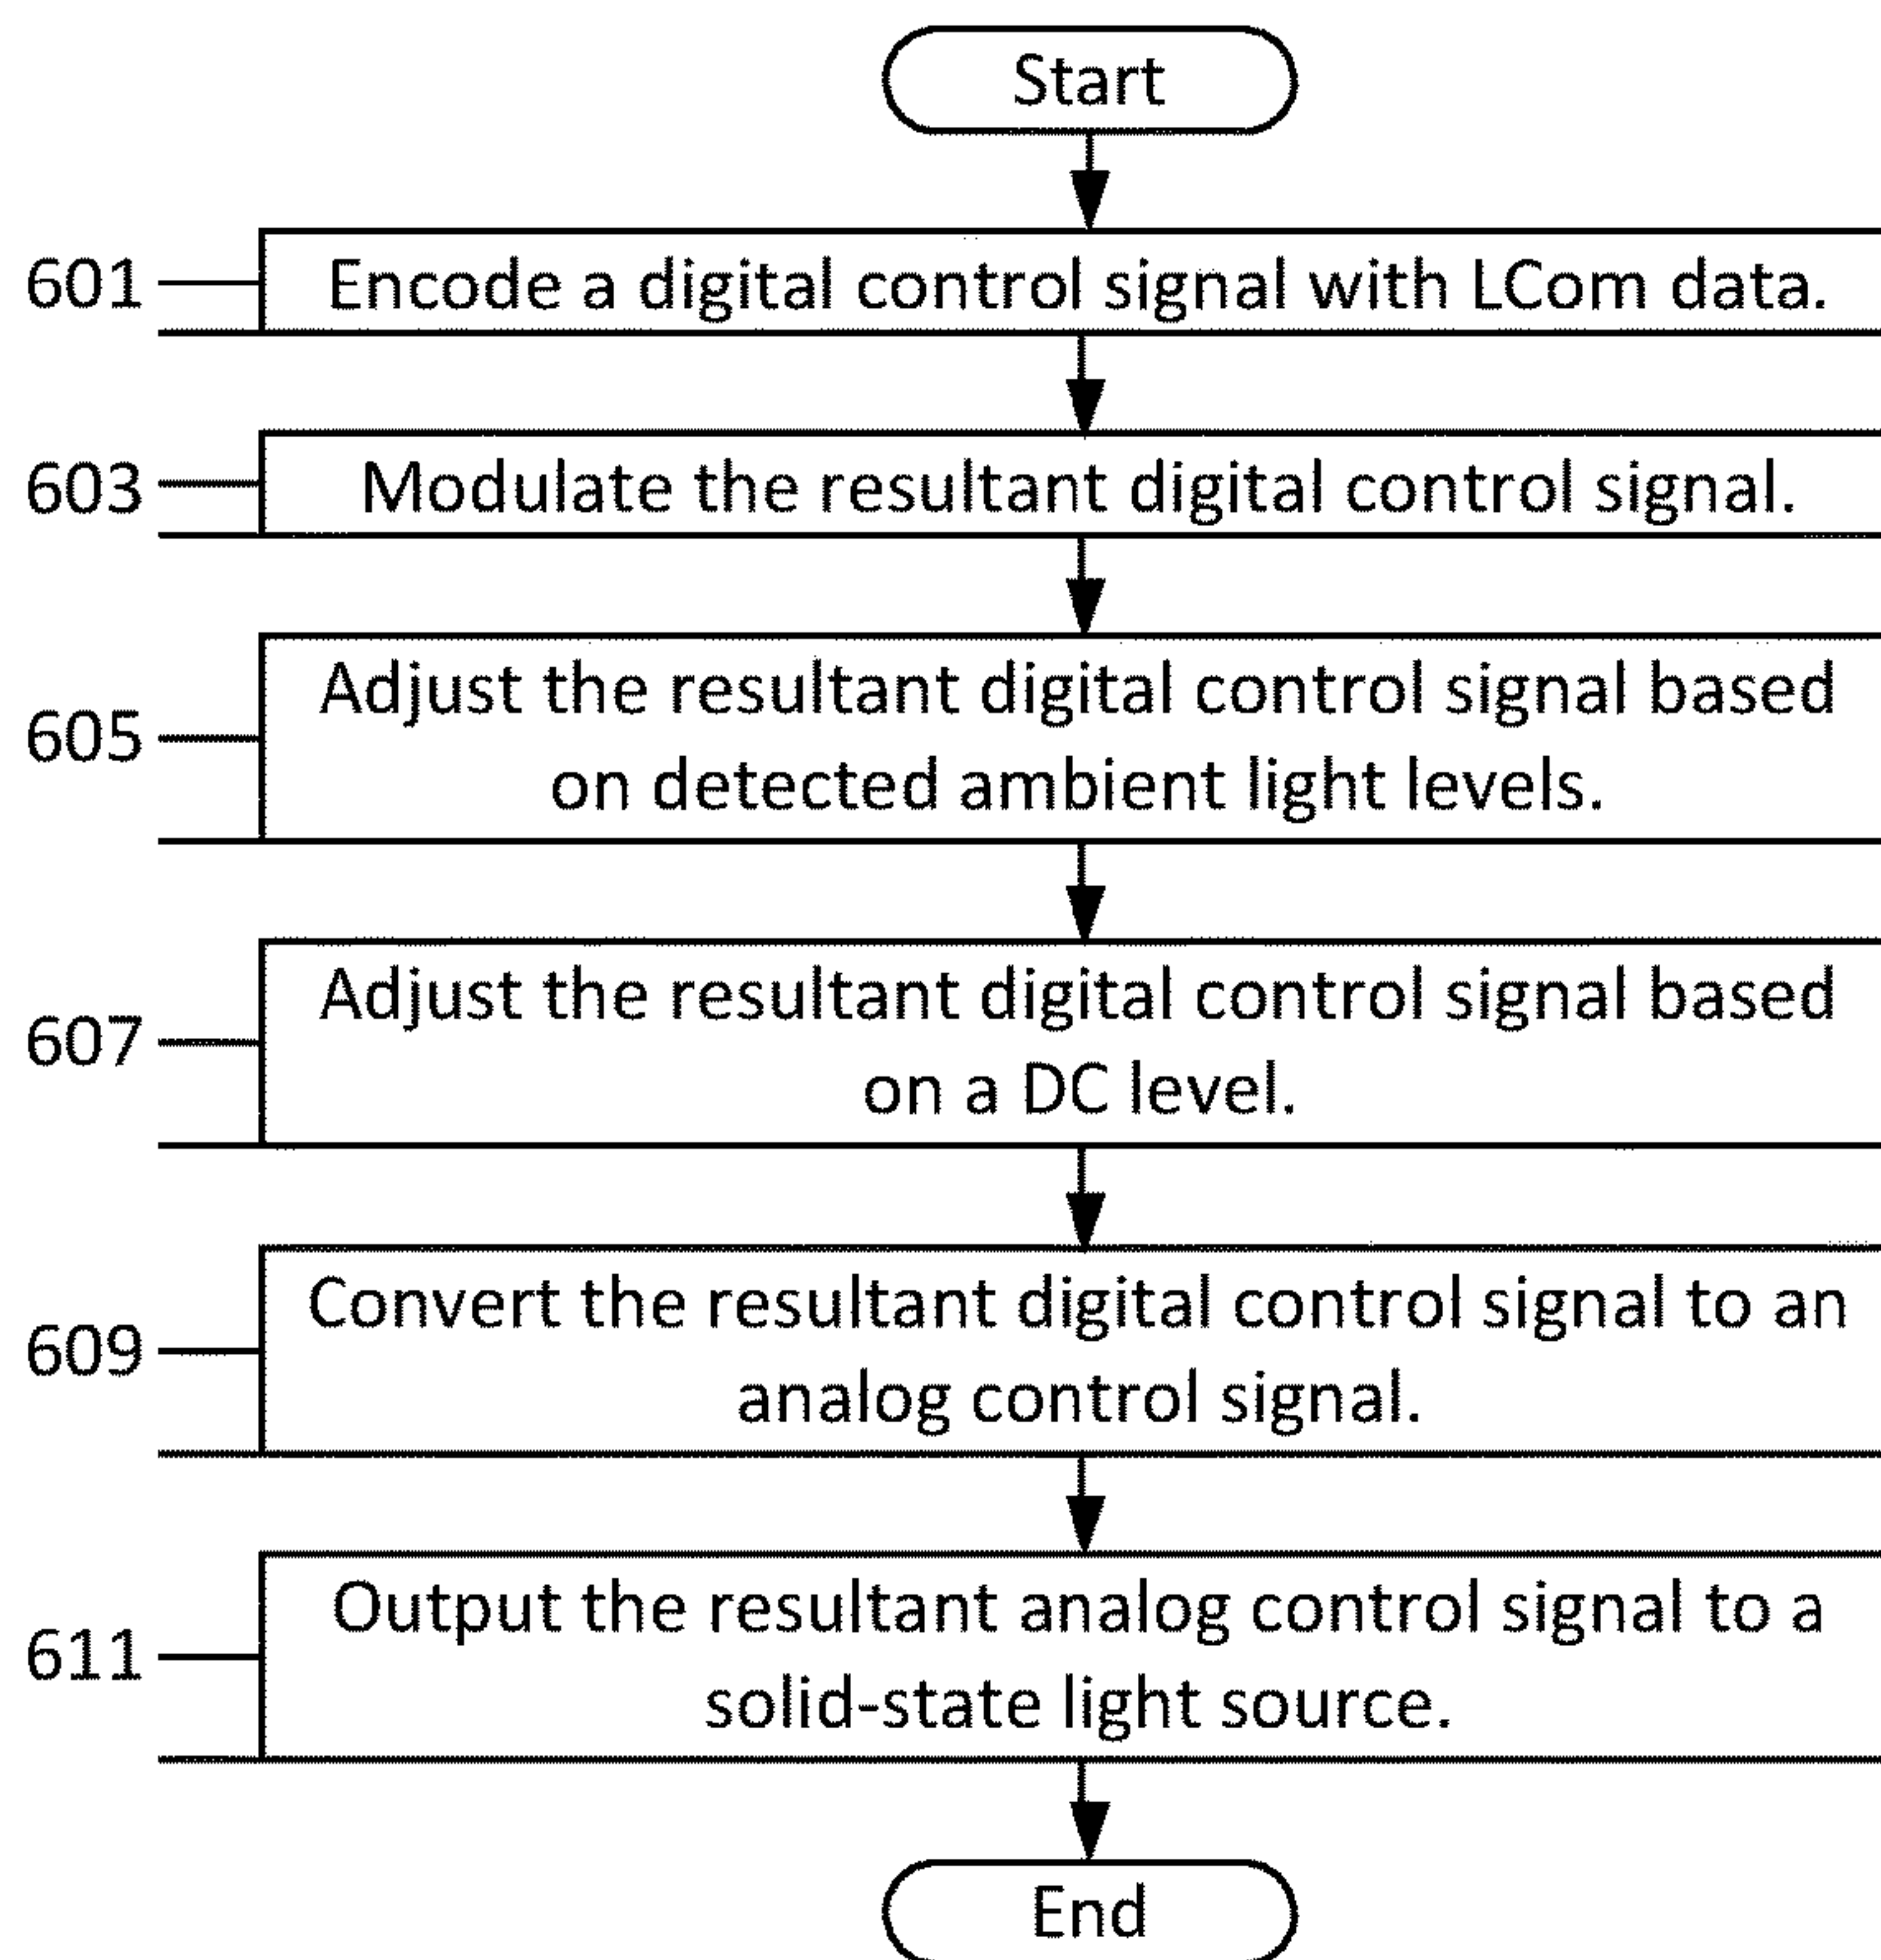 Start
601
Encode a digital control signal with LCom data.
603
Modulate the resultant digital control signal.
605
Adjust the resultant digital control signal based
on detected ambient light levels.
607
Adjust the resultant digital control signal based
on a DC level.
609
Convert the resultant digital control signal to an
analog control signal.
611
Output the resultant analog control signal to a
solid-state light source.
End